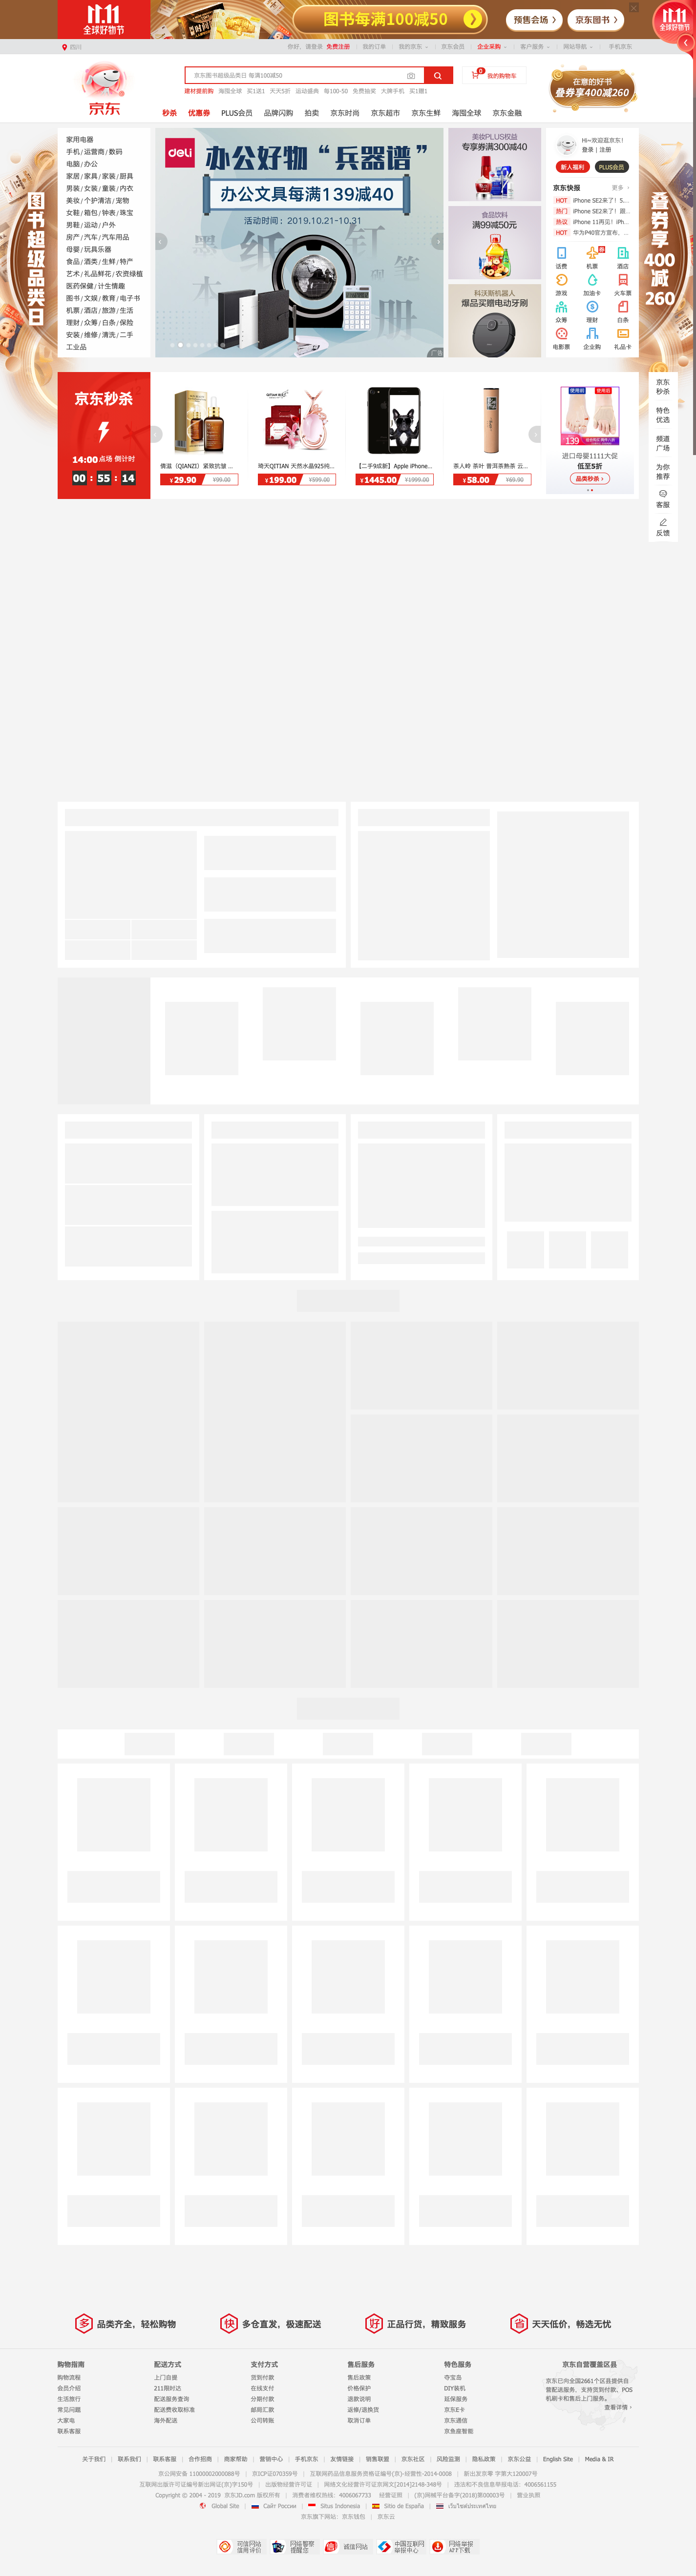 11.11
全球好物节
图书每满100减50
预售会场
京东图书
11.11
全球好物节
四川
你好，请登录 免费注册
我的订单
我的京东
京东会员
企业采购
客户服务
网站导航
手机京东
京东
京东图书超级品类日 每满100减50
0
我的购物车
建材提前购 海囤全球 买1送1 天天5折 运动盛典 每100-50 免费抽奖 大牌手机 买1赠1
在意的好书
叠券享400减260
秒杀 优惠券 PLUS会员 品牌闪购 拍卖 京东时尚 京东超市 京东生鲜 海囤全球 京东金融
图书超级品类日
叠券享400减260
家用电器
手机/运营商/数码
电脑/办公
家居/家具/家装/厨具
男装/女装/童装/内衣
美妆/个护清洁/宠物
女鞋/箱包/钟表/珠宝
男鞋/运动/户外
房产/汽车/汽车用品
母婴/玩具乐器
食品/酒类/生鲜/特产
艺术/礼品鲜花/农资绿植
医药保健/计生情趣
图书/文娱/教育/电子书
机票/酒店/旅游/生活
理财/众筹/白条/保险
安装/维修/清洗/二手
工业品
deli
办公好物“兵器谱”
办公文具每满139减40
活动时间：2019.10.21-10.31
广告
美妆PLUS权益
专享满300减40
食品饮料
满99减50元
科沃斯机器人
爆品买赠电动牙刷
Hi~欢迎逛京东！
登录 | 注册
新人福利
PLUS会员
京东快报
更多
HOT iPhone SE2来了！5...
热门 iPhone SE2来了！跟...
热议 iPhone 11再见！iPh...
HOT 华为P40官方宣布，...
话费
机票
酒店
游戏
加油卡
火车票
众筹
理财
白条
电影票
企业购
礼品卡
京东秒杀
14:00点场 倒计时
00 : 55 : 14
倩滋（QIANZI）紧致抗皱 ...
¥29.90
¥99.00
琦天QITIAN 天然水晶925纯...
¥199.00
¥599.00
【二手9成新】Apple iPhone...
¥1445.00
¥1999.00
茶人岭 茶叶 普洱茶熟茶 云...
¥58.00
¥69.90
使用前
使用后
139
进口母婴1111大促
低至5折
品类秒杀
京东
秒杀
特色
优选
频道
广场
为你
推荐
客服
反馈
多 品类齐全，轻松购物
快 多仓直发，极速配送
好 正品行货，精致服务
省 天天低价，畅选无忧
购物指南
购物流程
会员介绍
生活旅行
常见问题
大家电
联系客服
配送方式
上门自提
211限时达
配送服务查询
配送费收取标准
海外配送
支付方式
货到付款
在线支付
分期付款
邮局汇款
公司转账
售后服务
售后政策
价格保护
退款说明
返修/退换货
取消订单
特色服务
夺宝岛
DIY装机
延保服务
京东E卡
京东通信
京鱼座智能
京东自营覆盖区县
京东已向全国2661个区县提供自
营配送服务，支持货到付款、POS
机刷卡和售后上门服务。
查看详情
关于我们 | 联系我们 | 联系客服 | 合作招商 | 商家帮助 | 营销中心 | 手机京东 | 友情链接 | 销售联盟 | 京东社区 | 风险监测 | 隐私政策 | 京东公益 | English Site | Media & IR
京公网安备 11000002000088号 | 京ICP证070359号 | 互联网药品信息服务资格证编号(京)-经营性-2014-0008 | 新出发京零 字第大120007号
互联网出版许可证编号新出网证(京)字150号 | 出版物经营许可证 | 网络文化经营许可证京网文[2014]2148-348号 | 违法和不良信息举报电话：4006561155
Copyright © 2004 - 2019 京东JD.com 版权所有 | 消费者维权热线：4006067733 经营证照 | (京)网械平台备字(2018)第00003号 | 营业执照
Global Site | Сайт России | Situs Indonesia | Sitio de España | เว็บไซต์ประเทศไทย
京东旗下网站：京东钱包 | 京东云
可信网站
信用评价
网络警察
提醒您
诚信网站
中国互联网
举报中心
网络举报
APP下载